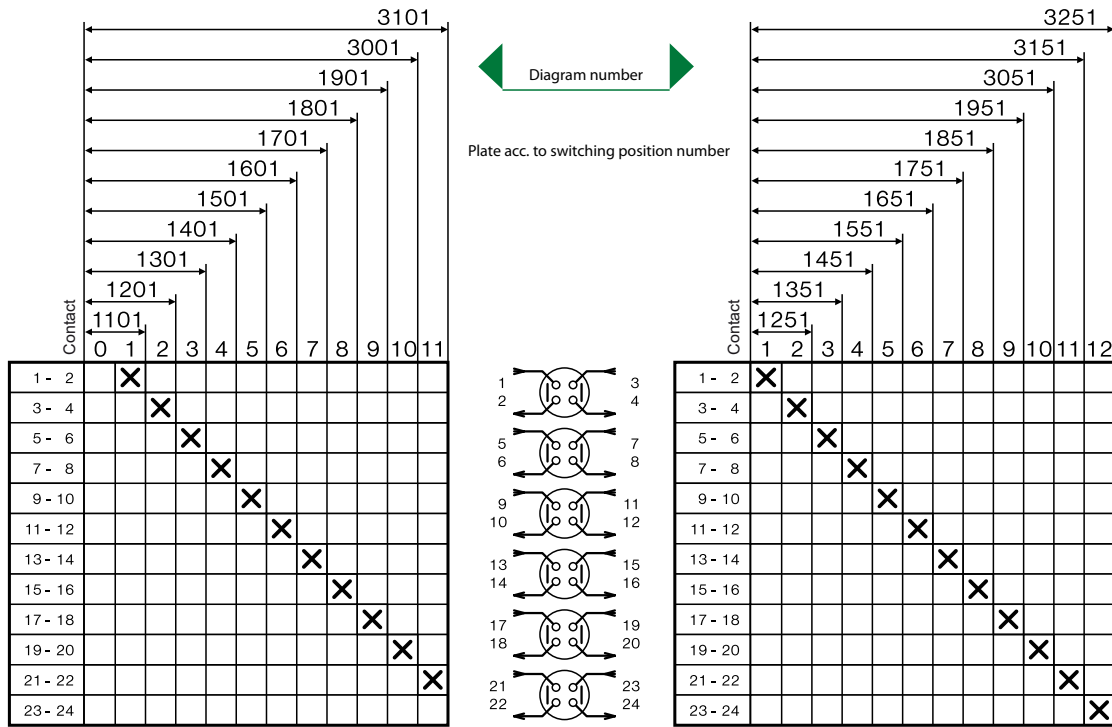 3101 3251
3001 3151
1901 Diagram number 3051
1801 1951
1701 Plate acc. to switching position number 1851
1601 1751
1501 1651
1401 1551
1301 1451
1201 1351
1101 1251
Contact 0 1 2 3 4 5 6 7 8 9 10 11 Contact 1 2 3 4 5 6 7 8 9 10 11 12
1 - 2 1 3 1 - 2
3 - 4 2 4 3 - 4
5 - 6 5 7 5 - 6
7 - 8 6 8 7 - 8
9 - 10 9 11 9 - 10
11 - 12 10 12 11 - 12
13 - 14 13 15 13 - 14
15 - 16 14 16 15 - 16
17 - 18 17 19 17 - 18
19 - 20 18 20 19 - 20
21 - 22 21 23 21 - 22
23 - 24 22 24 23 - 24